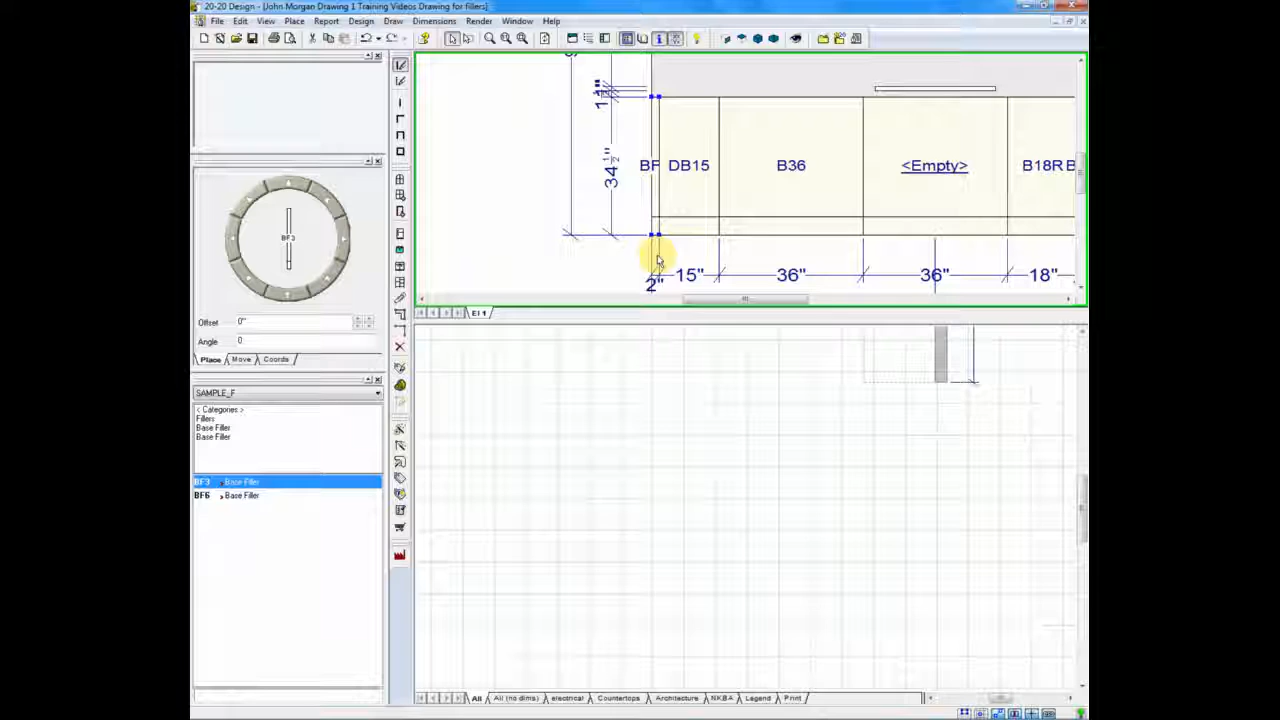 20-20 Design - [John Morgan Drawing 1 Training Videos Drawing for fillers]
File Edit View Place Report Design Draw Dimensions Render Window Help
34 1/2"
BF DB15 B36 <Empty> B18R B
15" 36" 36" 18"
2"
El 1
BF3
Offset 0"
Angle 0
Place Move Coords
SAMPLE_F
< Categories >
Fillers
Base Filler
Base Filler
BF3 Base Filler
BF6 Base Filler
All All (no dims) electrical Countertops Architecture NKBA Legend Print